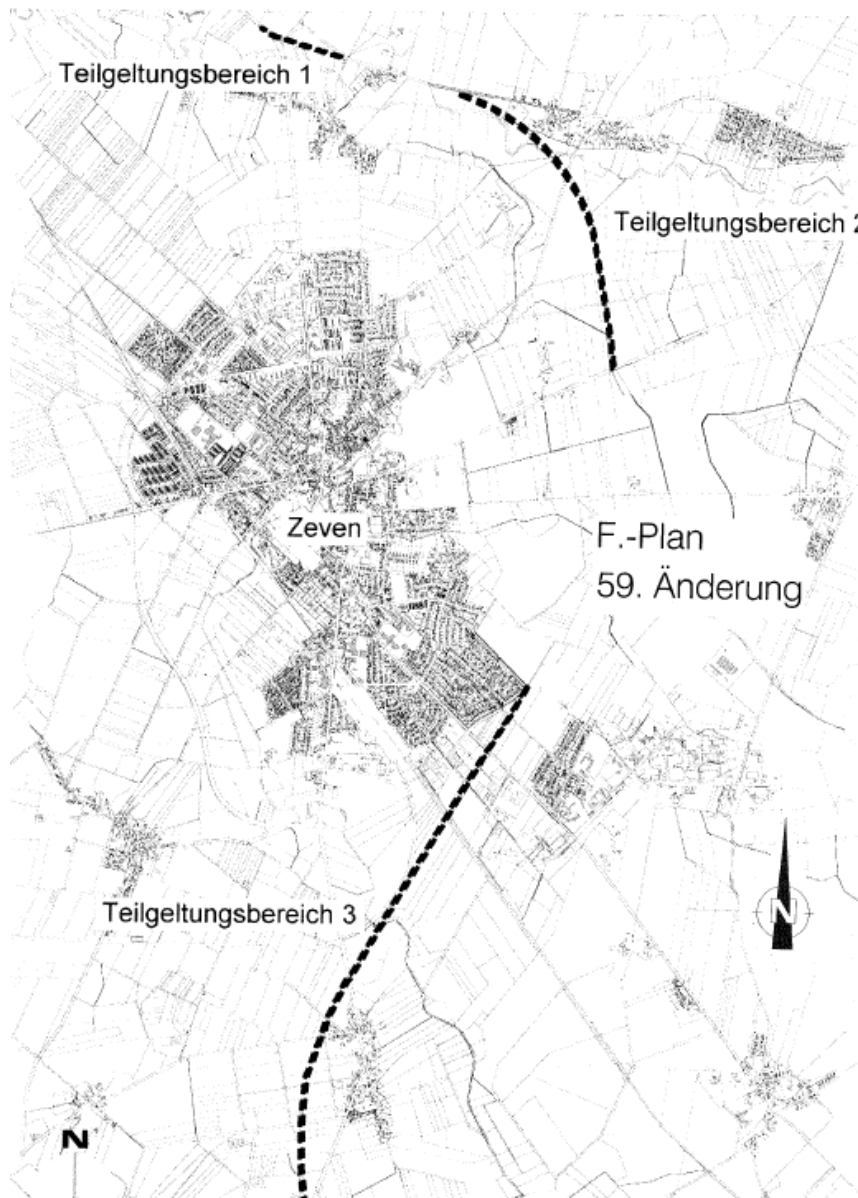 Teilgeltungsbereich 1
Teilgeltungsbereich 2
Zeven
F.-Plan
59. Änderung
Teilgeltungsbereich 3
N
N